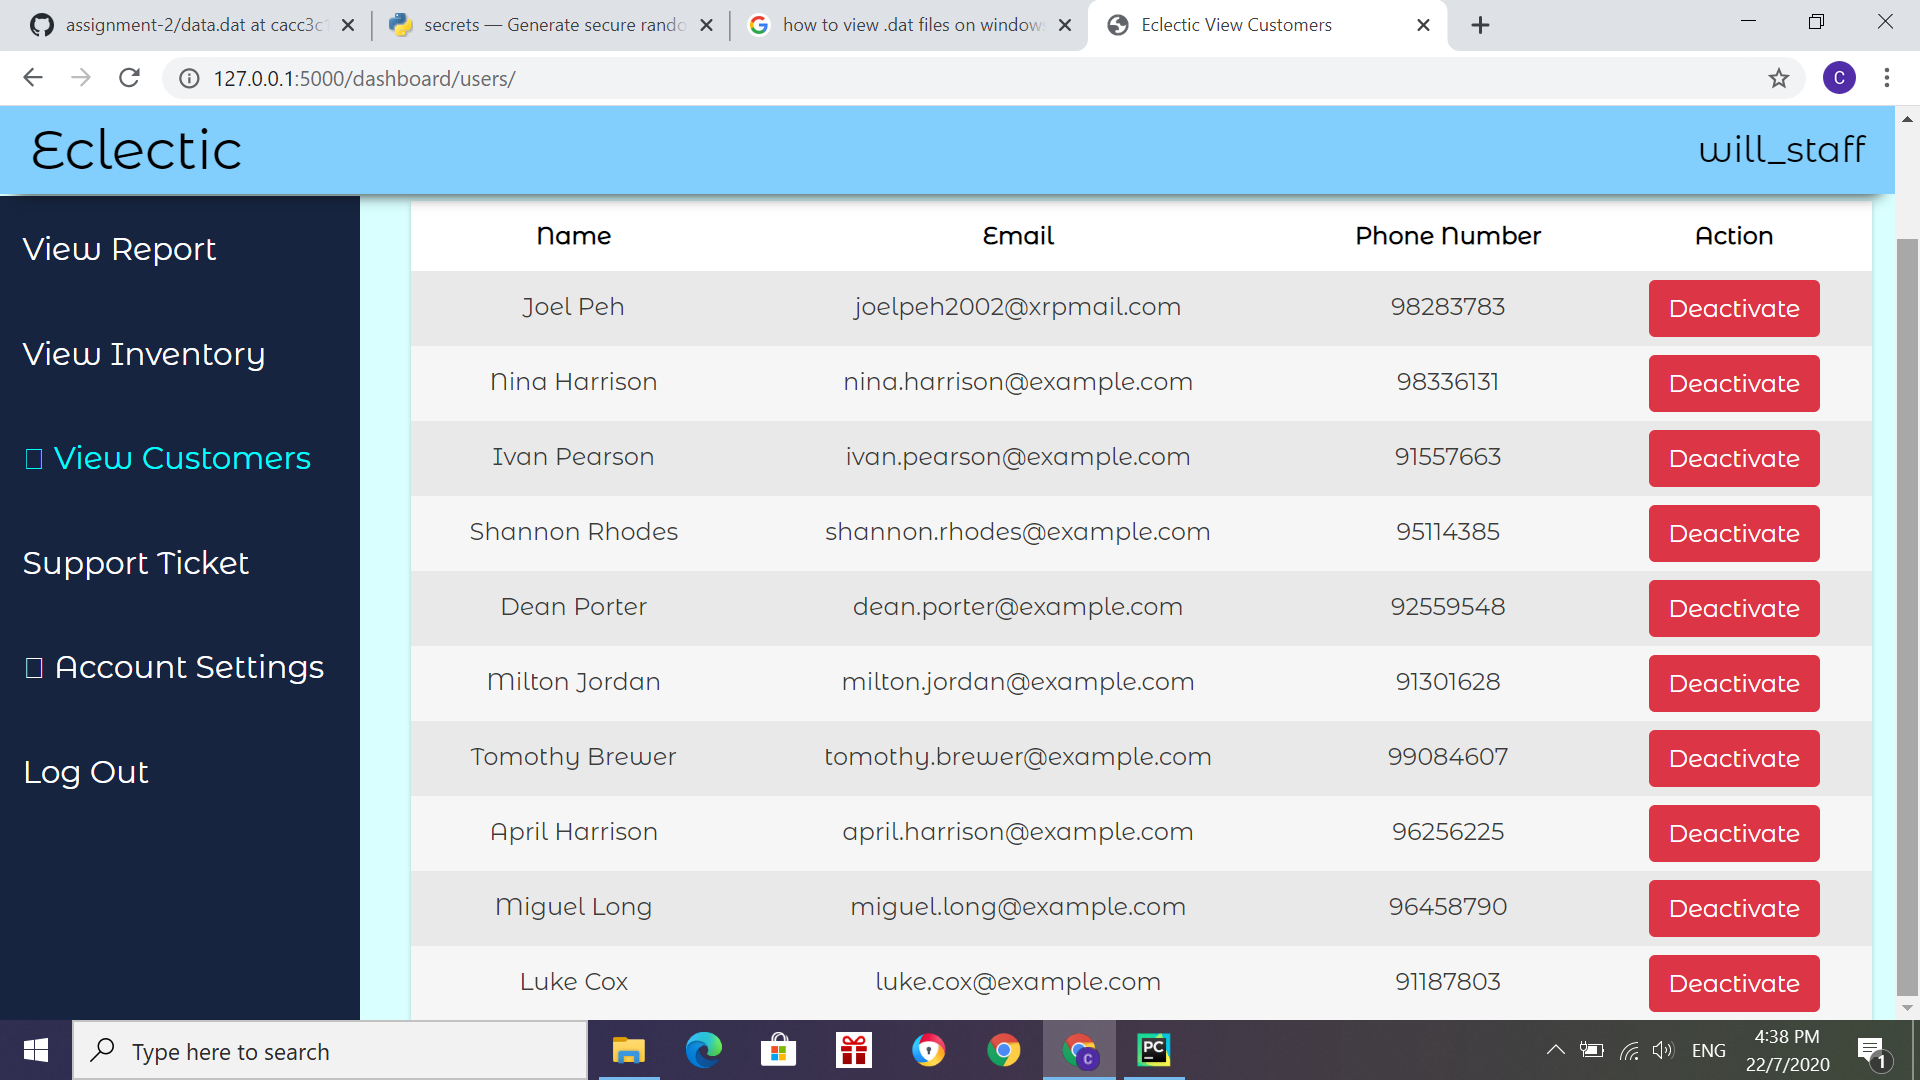 assignment-2/data.dat at cacc3c1
secrets — Generate secure rando
how to view .dat files on window
Eclectic View Customers
127.0.0.1:5000/dashboard/users/
C
Eclectic
will_staff
View Report
View Inventory
View Customers
Support Ticket
Account Settings
Log Out
Name Email Phone Number Action
Joel Peh joelpeh2002@xrpmail.com 98283783 Deactivate
Nina Harrison nina.harrison@example.com 98336131 Deactivate
Ivan Pearson ivan.pearson@example.com 91557663 Deactivate
Shannon Rhodes shannon.rhodes@example.com 95114385 Deactivate
Dean Porter dean.porter@example.com 92559548 Deactivate
Milton Jordan milton.jordan@example.com 91301628 Deactivate
Tomothy Brewer tomothy.brewer@example.com 99084607 Deactivate
April Harrison april.harrison@example.com 96256225 Deactivate
Miguel Long miguel.long@example.com 96458790 Deactivate
Luke Cox luke.cox@example.com 91187803 Deactivate
Type here to search
C
PC
ENG
4:38 PM
22/7/2020
1